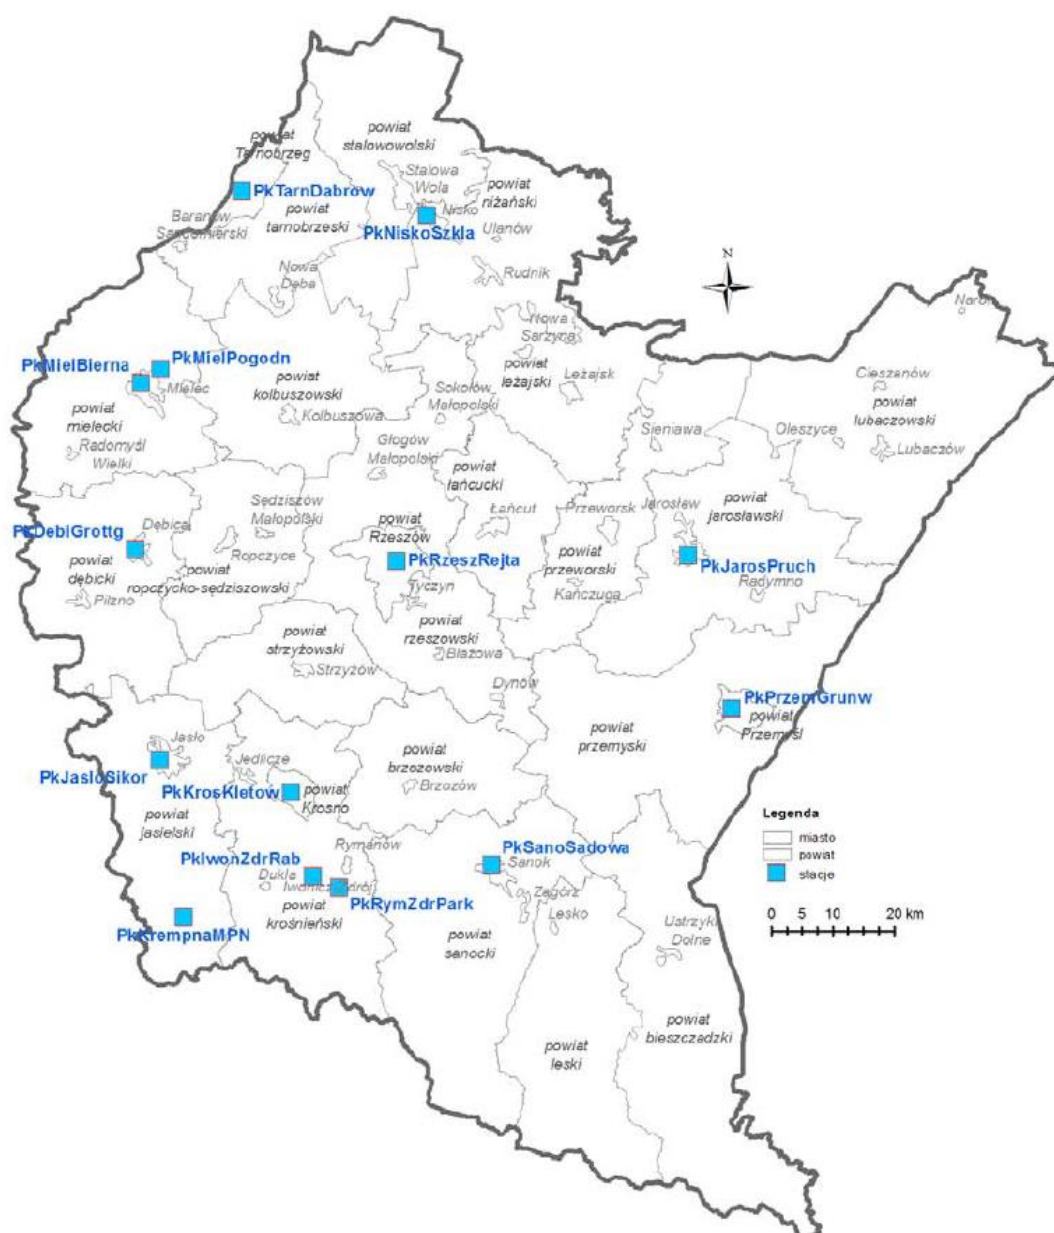 powiat
Tarnobrzeg
powiat
stalowowolski
Stalowa
Wola
powiat
niżański
PkTarnDabrow
Nisko
PkNiskoSzkla
Ulanów
Baranów
Sandomierski
powiat
tarnobrzeski
Nowa
Dęba
Rudnik
N
Narol
Nowa
Sarzyna
PkMielBierna
PkMielPogodn
Mielec
powiat
kolbuszowski
Kolbuszowa
Sokołów
Małopolski
powiat
leżajski
Leżajsk
Cieszanów
powiat
lubaczowski
Lubaczów
Oleszyce
Sieniawa
powiat
mielecki
Radomyśl
Wielki
Głogów
Małopolski
powiat
łańcucki
Łańcut
Przeworsk
Jarosław
powiat
jarosławski
PkDebiGrottg
Dębica
Sędziszów
Małopolski
Ropczyce
powiat
Rzeszów
PkRzeszRejta
Tyczyn
powiat
przeworski
Kańczuga
PkJarosPruch
Radymno
powiat
dębicki
Pilzno
powiat
ropczycko-sędziszowski
powiat
rzeszowski
Błażowa
powiat
strzyżowski
Strzyżów
Dynów
PkPrzemGrunw
powiat
Przemyśl
powiat
przemyski
Jasło
PkJasloSikor
Jedlicze
PkKrosKletow
powiat
Krosno
powiat
brzozowski
Brzozów
powiat
jasielski
Rymanów
PkIwonZdrRab
Dukla
Iwonicz-Zdrój
PkRymZdrPark
powiat
krośnieński
PkSanoSadowa
Sanok
Zagórz
Lesko
powiat
sanocki
PkKrempnaMPN
Ustrzyki
Dolne
powiat
bieszczadzki
powiat
leski
Legenda
miasto
powiat
stacje
0 5 10 20 km